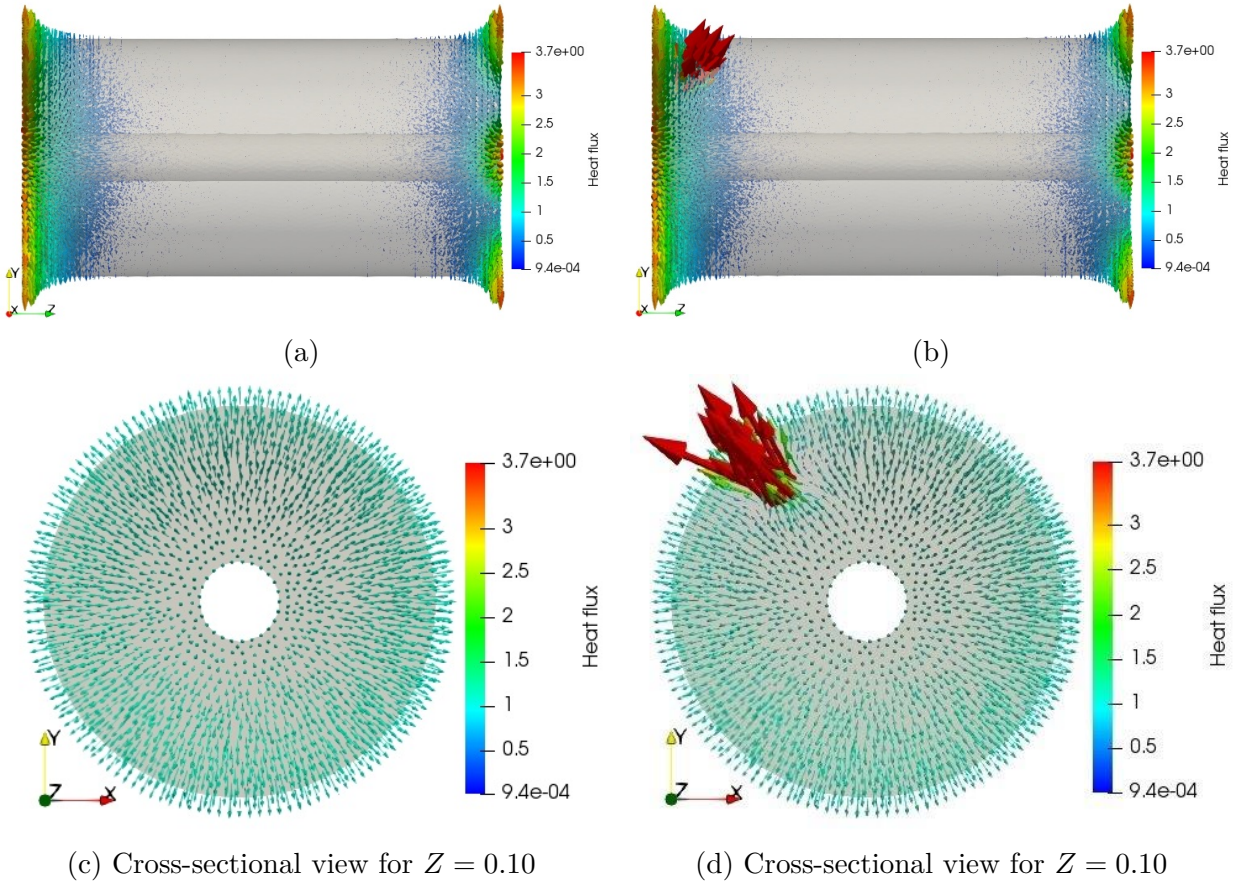 3.7e+00
3
2.5
2
1.5
1
0.5
9.4e-04
Heat flux
Y
X
Z
(a)
3.7e+00
3
2.5
2
1.5
1
0.5
9.4e-04
Heat flux
Y
X
Z
(b)
3.7e+00
3
2.5
2
1.5
1
0.5
9.4e-04
Heat flux
Y
Z
X
(c) Cross-sectional view for Z = 0.10
3.7e+00
3
2.5
2
1.5
1
0.5
9.4e-04
Heat flux
Y
Z
X
(d) Cross-sectional view for Z = 0.10